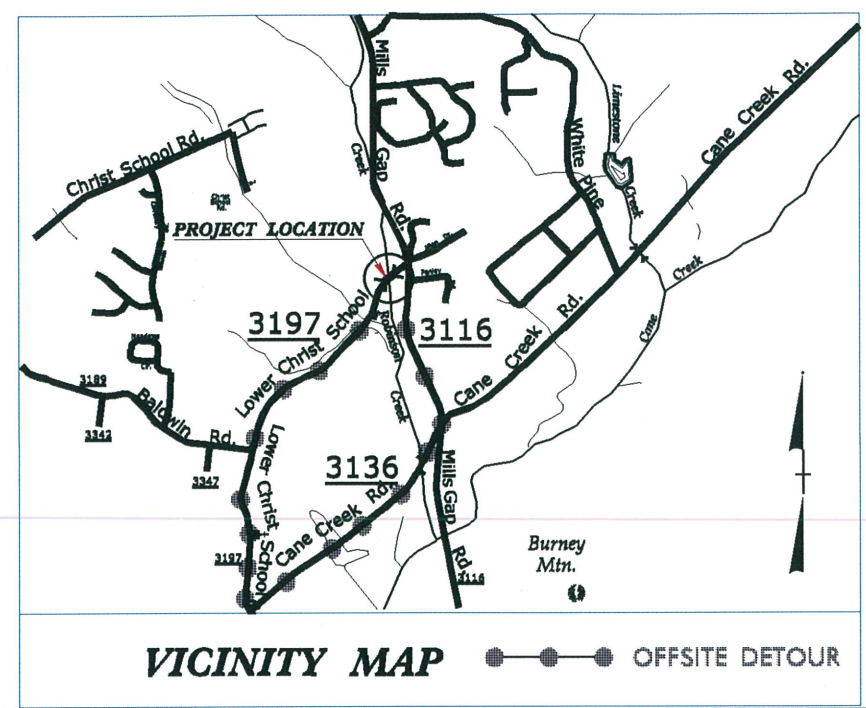 Mills Gap Rd.
Creek
White Pine
Limestone Creek
Cane Creek Rd.
Christ School Rd.
PROJECT LOCATION
Creek
3197
Lower Christ School
Robinson Creek
3116
Cane Creek Rd.
Cane Creek
3189
3342
Baldwin Rd.
3347
Lower Christ School
3197
3136
Cane Creek Rd.
Mills Gap Rd.
3116
Burney
Mtn.
VICINITY MAP
OFFSITE DETOUR